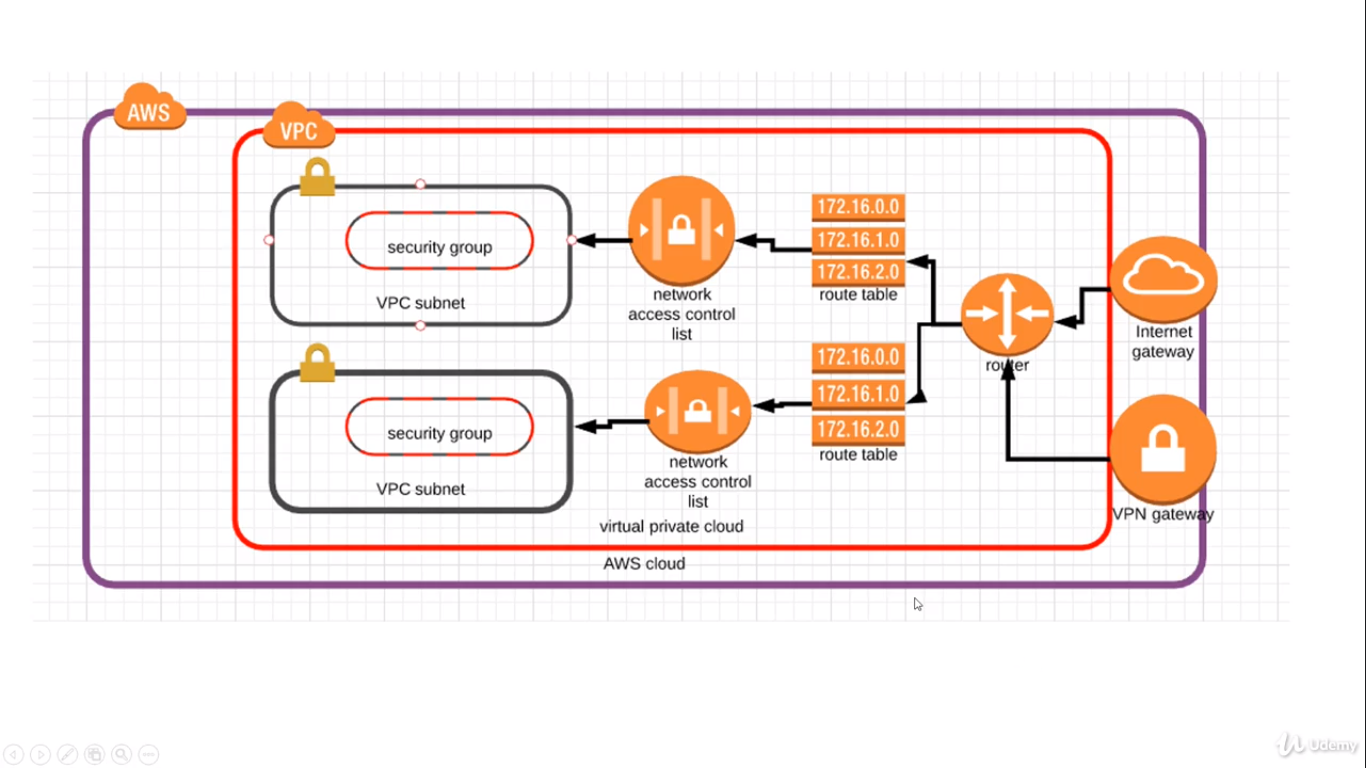 AWS
VPC
security group
VPC subnet
network
access control
list
172.16.0.0
172.16.1.0
172.16.2.0
route table
router
Internet
gateway
security group
VPC subnet
network
access control
list
172.16.0.0
172.16.1.0
172.16.2.0
route table
VPN gateway
virtual private cloud
AWS cloud
Udemy